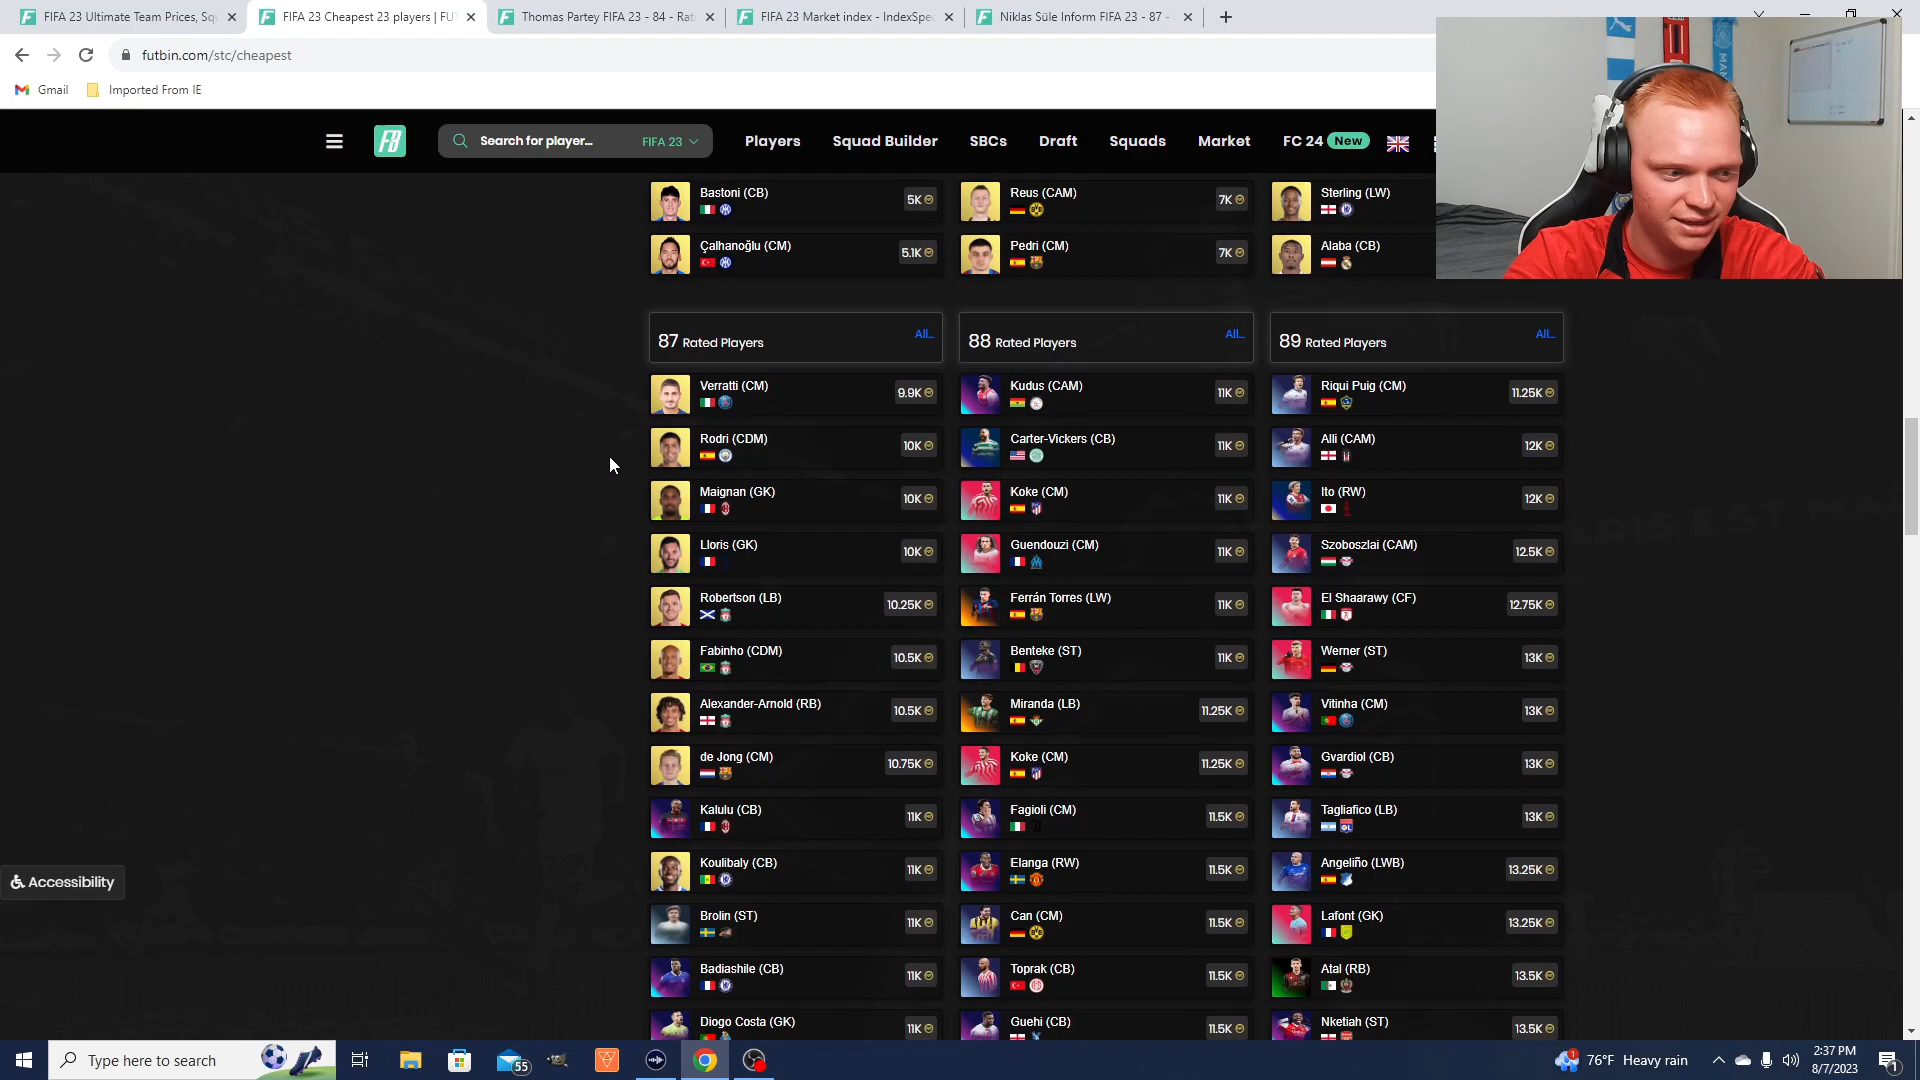 FIFA 23 Ultimate Team Prices, Squ
FIFA 23 Cheapest 23 players | FUT
Thomas Partey FIFA 23 - 84 - Rati
FIFA 23 Market index - IndexSpec
Niklas Süle Inform FIFA 23 - 87 -
futbin.com/stc/cheapest
Gmail
Imported From IE
FB
Search for player...
FIFA 23
Players
Squad Builder
SBCs
Draft
Squads
Market
FC 24 New
Bastoni (CB) 5K
Reus (CAM) 7K
Sterling (LW)
Çalhanoğlu (CM) 5.1K
Pedri (CM) 7K
Alaba (CB)
87 Rated Players All...
88 Rated Players All...
89 Rated Players All...
Verratti (CM) 9.9K
Kudus (CAM) 11K
Riqui Puig (CM) 11.25K
Rodri (CDM) 10K
Carter-Vickers (CB) 11K
Alli (CAM) 12K
Maignan (GK) 10K
Koke (CM) 11K
Ito (RW) 12K
Lloris (GK) 10K
Guendouzi (CM) 11K
Szoboszlai (CAM) 12.5K
Robertson (LB) 10.25K
Ferrán Torres (LW) 11K
El Shaarawy (CF) 12.75K
Fabinho (CDM) 10.5K
Benteke (ST) 11K
Werner (ST) 13K
Alexander-Arnold (RB) 10.5K
Miranda (LB) 11.25K
Vitinha (CM) 13K
de Jong (CM) 10.75K
Koke (CM) 11.25K
Gvardiol (CB) 13K
Kalulu (CB) 11K
Fagioli (CM) 11.5K
Tagliafico (LB) 13K
Koulibaly (CB) 11K
Elanga (RW) 11.5K
Angeliño (LWB) 13.25K
Brolin (ST) 11K
Can (CM) 11.5K
Lafont (GK) 13.25K
Badiashile (CB) 11K
Toprak (CB) 11.5K
Atal (RB) 13.5K
Diogo Costa (GK) 11K
Guehi (CB) 11.5K
Nketiah (ST) 13.5K
Accessibility
Type here to search
55
1
76°F Heavy rain
2:37 PM
8/7/2023
1